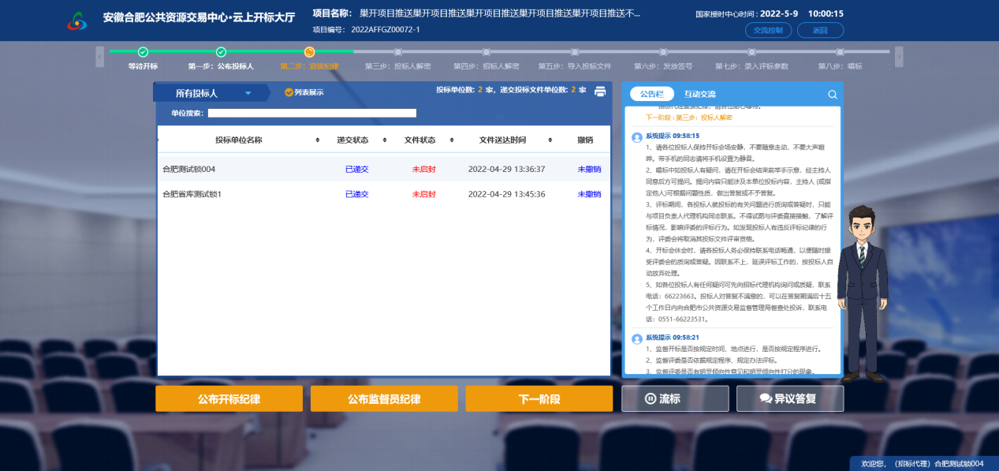 安徽合肥公共资源交易中心·云上开标大厅
项目名称： 巢开项目推送巢开项目推送巢开项目推送巢开项目推送巢开项目推送不...
项目编号： 2022AFFGZ00072-1
国家授时中心时间：2022-5-9 10:00:15
交流控制 返回
等待开标 第一步：公布投标人 第二步：宣读纪律 第三步：投标人解密 第四步：招标人解密 第五步：导入投标文件 第六步：发放签号 第七步：录入评标参数 第八步：唱标
所有投标人 列表展示 投标单位数: 2 家，递交投标文件单位数: 2 家
单位搜索：
投标单位名称 递交状态 文件状态 文件送达时间 撤销
合肥测试锁004 已递交 未启封 2022-04-29 13:36:37 未撤销
合肥省库测试锁1 已递交 未启封 2022-04-29 13:45:36 未撤销
公告栏 互动交流
下一阶段：第三步：投标人解密
系统提示 09:58:15
1、请各位投标人保持开标会场安静，不要随意走动，不要大声喧
哗。带手机的同志请将手机设置为静音。
2、唱标中如投标人有疑问，请在开标会结束前举手示意，经主持人
同意后方可提问。提问内容只能涉及本单位投标内容，主持人 (或指
定他人)可根据问题性质，做出答复或不予答复。
3、评标期间，各投标人就投标的有关问题进行质询或答疑时，只能
与项目负责人代理机构同志联系。不得试图与评委直接接触，了解评
标情况，影响评委的评标行为。如发现投标人有违反评标纪律的行
为，评委会将取消其投标文件评审资格。
4、开标会休会时，请各投标人务必保持联系电话畅通，以便随时接
受评委会的质询或答疑。因联系不上，延误评标工作的，按投标人自
动放弃处理。
5、如各位投标人有任何疑问可先向招标代理机构询问或质疑，联系
电话：66223663。投标人对答复不满意的，可以在答复期满后十五
个工作日内向合肥市公共资源交易监督管理局督查处投诉，联系电
话：0551-66223531。
系统提示 09:58:21
1、监督开标是否按规定时间、地点进行，是否按规定程序进行。
2、监督评委是否依据规定程序、规定办法评标。
3、监督评委是否有明显倾向性意见和明显倾向性打分的现象。
公布开标纪律 公布监督员纪律 下一阶段 流标 异议答复
欢迎您，（招标代理）合肥测试锁004